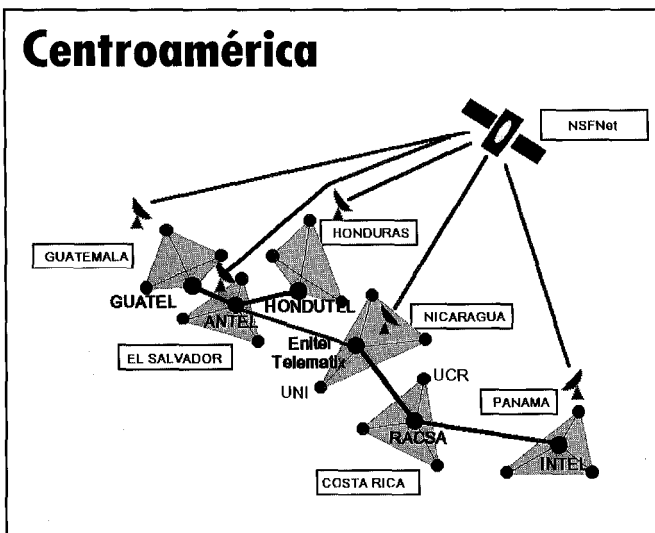 Centroamérica
NSFNet
HONDURAS
GUATEMALA
GUATEL
HONDUTEL
ANTEL
NICARAGUA
EL SALVADOR
Enitel
Telematix
UNI
UCR
PANAMA
RACSA
INTEL
COSTA RICA